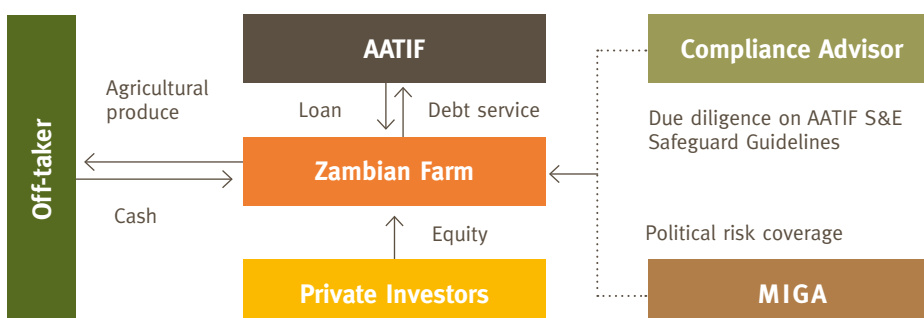 AATIF
Compliance Advisor
Agricultural
produce
Loan
Debt service
Due diligence on AATIF S&E
Safeguard Guidelines
Off-taker
Zambian Farm
Cash
Equity
Political risk coverage
Private Investors
MIGA